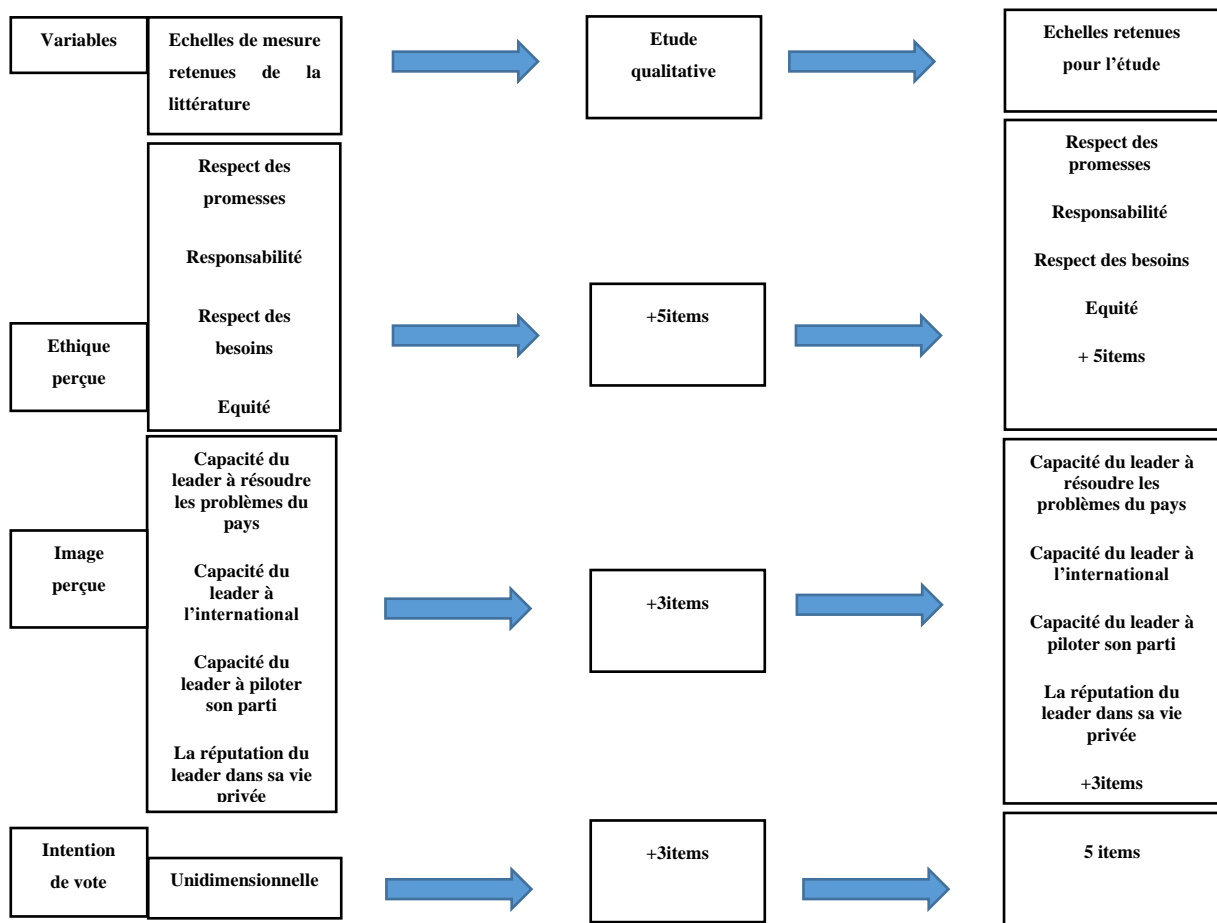 Variables
Echelles de mesure
retenues de la
littérature
Etude
qualitative
Echelles retenues
pour l'étude
Ethique
perçue
Respect des
promesses
Responsabilité
Respect des
besoins
Equité
+5items
Respect des
promesses
Responsabilité
Respect des besoins
Equité
+ 5items
Image
perçue
Capacité du
leader à résoudre
les problèmes du
pays
Capacité du
leader à
l'international
Capacité du
leader à piloter
son parti
La réputation du
leader dans sa vie
privée
+3items
Capacité du leader à
résoudre les
problèmes du pays
Capacité du leader à
l'international
Capacité du leader à
piloter son parti
La réputation du
leader dans sa vie
privée
+3items
Intention
de vote
Unidimensionnelle
+3items
5 items